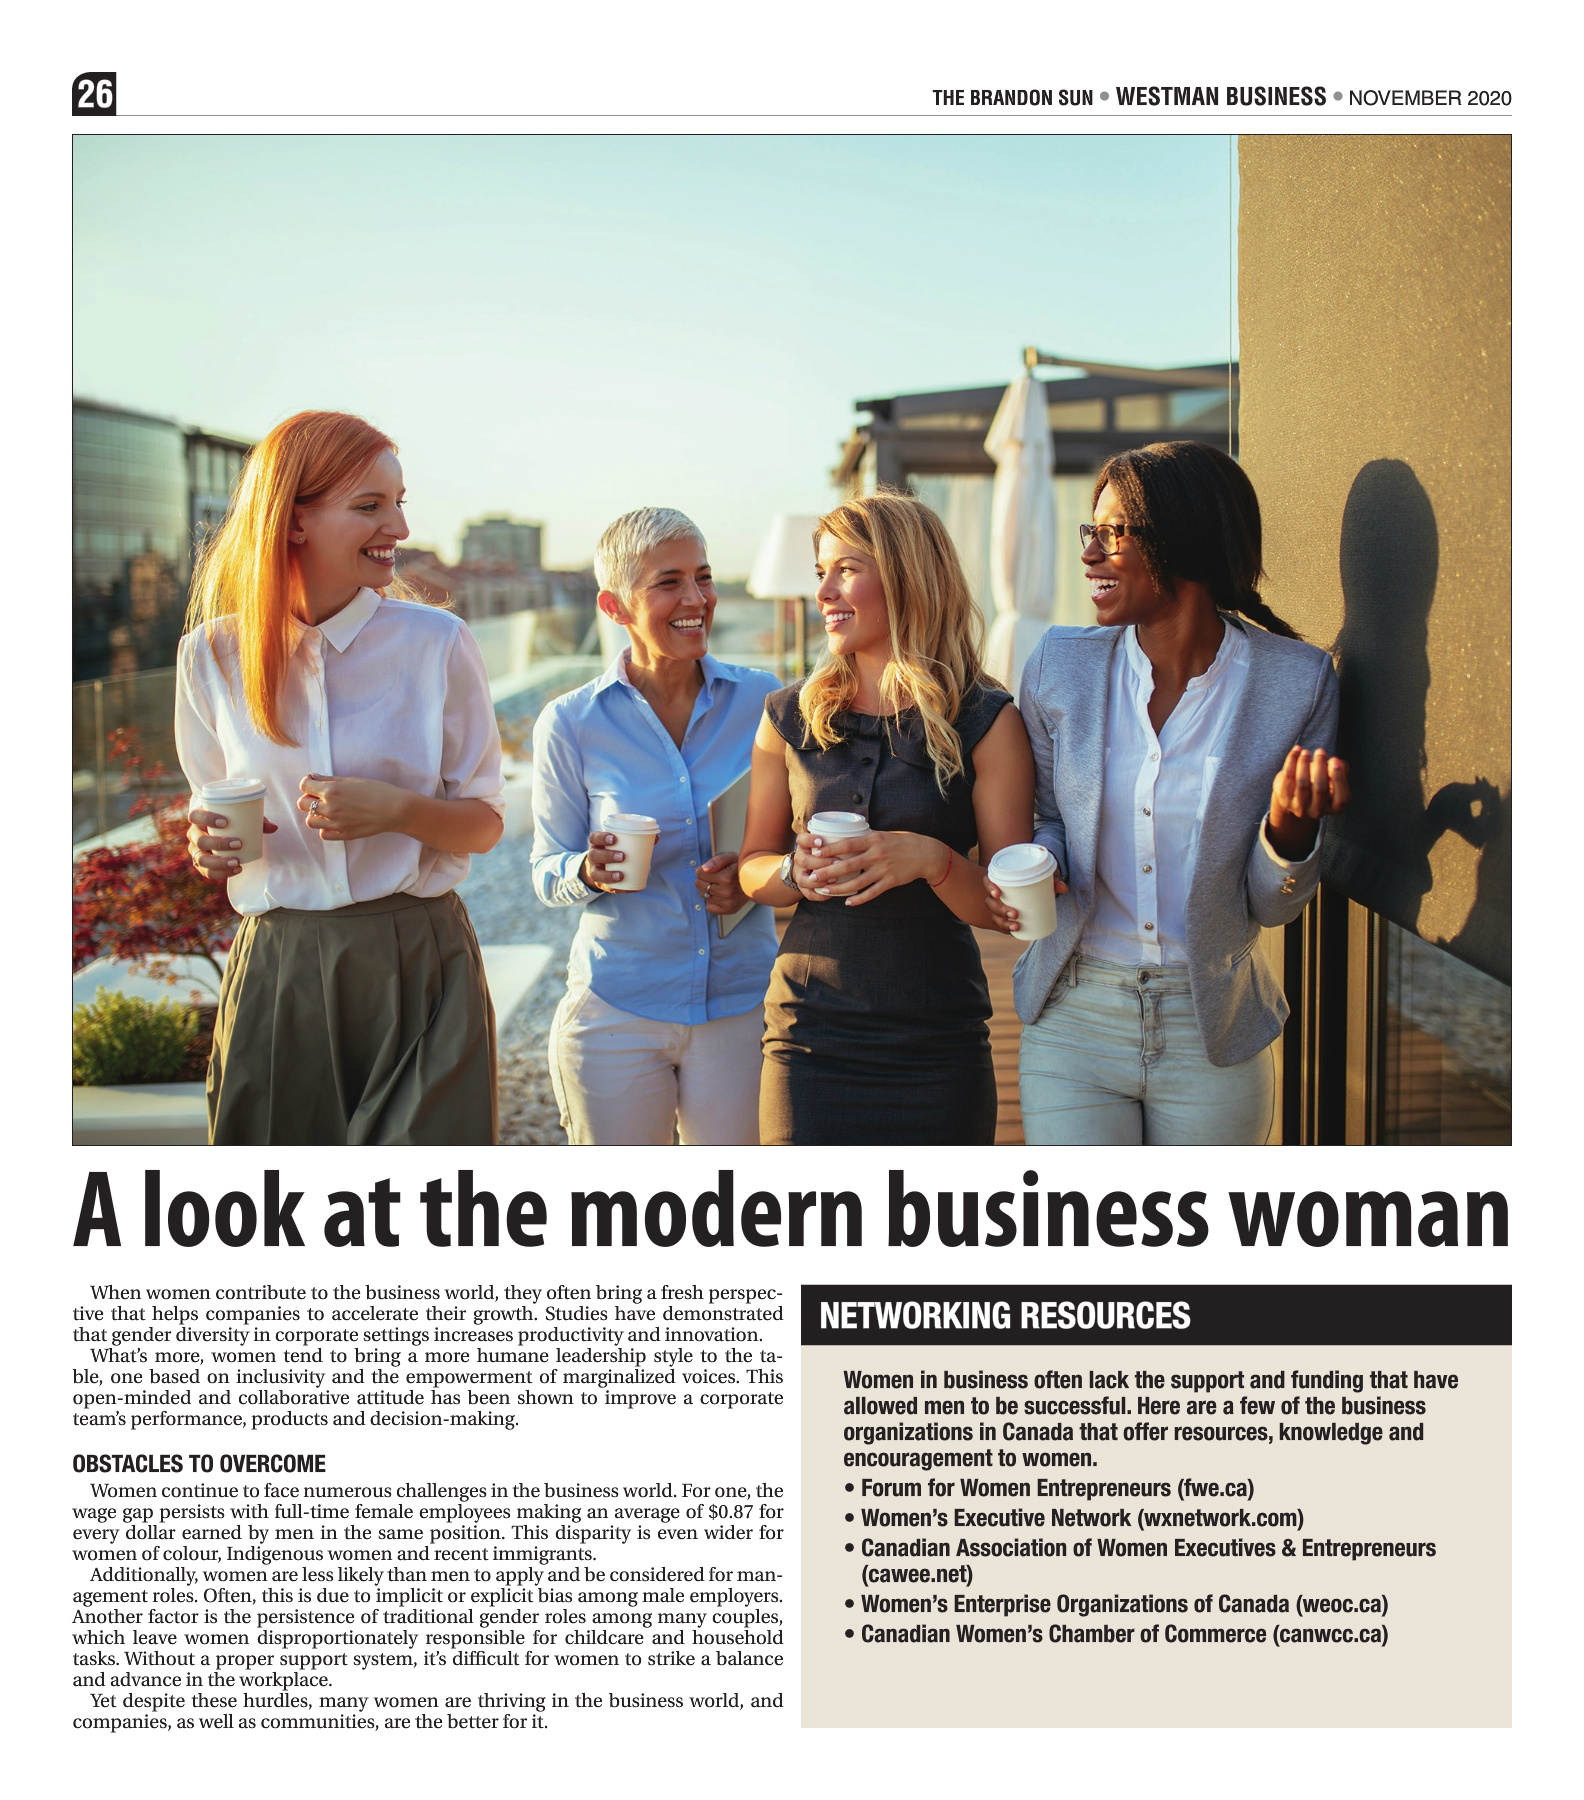 26
THE BRANDON SUN • WESTMAN BUSINESS • NOVEMBER 2020
A look at the modern business woman
When women contribute to the business world, they often bring a fresh perspec-
tive that helps companies to accelerate their growth. Studies have demonstrated
that gender diversity in corporate settings increases productivity and innovation.
What's more, women tend to bring a more humane leadership style to the ta-
ble, one based on inclusivity and the empowerment of marginalized voices. This
open-minded and collaborative attitude has been shown to improve a corporate
team's performance, products and decision-making.
OBSTACLES TO OVERCOME
Women continue to face numerous challenges in the business world. For one, the
wage gap persists with full-time female employees making an average of $0.87 for
every dollar earned by men in the same position. This disparity is even wider for
women of colour, Indigenous women and recent immigrants.
Additionally, women are less likely than men to apply and be considered for man-
agement roles. Often, this is due to implicit or explicit bias among male employers.
Another factor is the persistence of traditional gender roles among many couples,
which leave women disproportionately responsible for childcare and household
tasks. Without a proper support system, it's difficult for women to strike a balance
and advance in the workplace.
Yet despite these hurdles, many women are thriving in the business world, and
companies, as well as communities, are the better for it.
NETWORKING RESOURCES
Women in business often lack the support and funding that have
allowed men to be successful. Here are a few of the business
organizations in Canada that offer resources, knowledge and
encouragement to women.
• Forum for Women Entrepreneurs (fwe.ca)
• Women's Executive Network (wxnetwork.com)
• Canadian Association of Women Executives & Entrepreneurs
(cawee.net)
• Women's Enterprise Organizations of Canada (weoc.ca)
• Canadian Women's Chamber of Commerce (canwcc.ca)